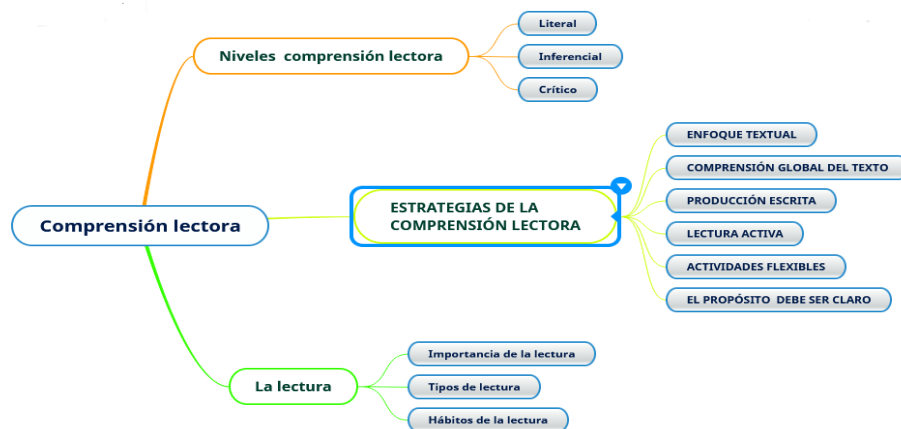 Comprensión lectora
Niveles comprensión lectora
Literal
Inferencial
Crítico
ESTRATEGIAS DE LA
COMPRENSIÓN LECTORA
ENFOQUE TEXTUAL
COMPRENSIÓN GLOBAL DEL TEXTO
PRODUCCIÓN ESCRITA
LECTURA ACTIVA
ACTIVIDADES FLEXIBLES
EL PROPÓSITO DEBE SER CLARO
La lectura
Importancia de la lectura
Tipos de lectura
Hábitos de la lectura